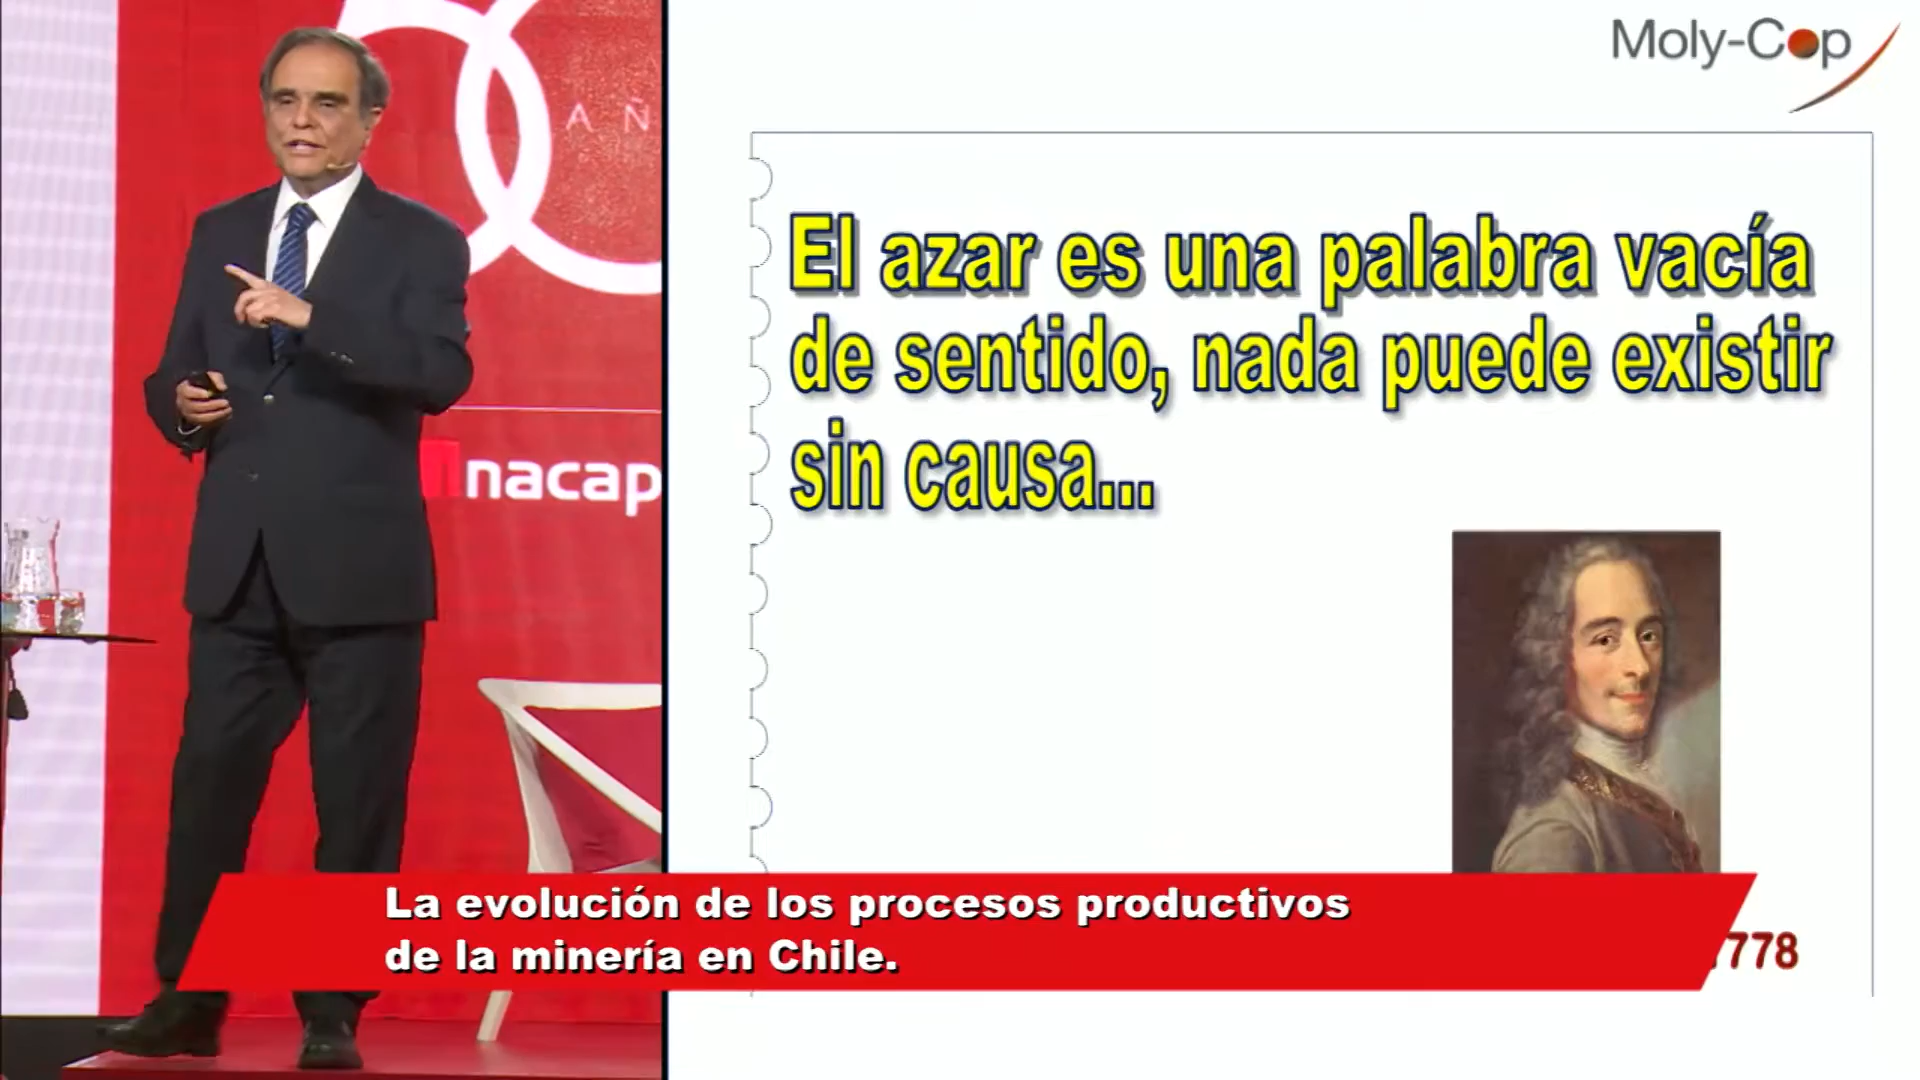 Moly-Cop
A Ñ
nacap
El azar es una palabra vacía
de sentido, nada puede existir
sin causa...
La evolución de los procesos productivos
de la minería en Chile.
778